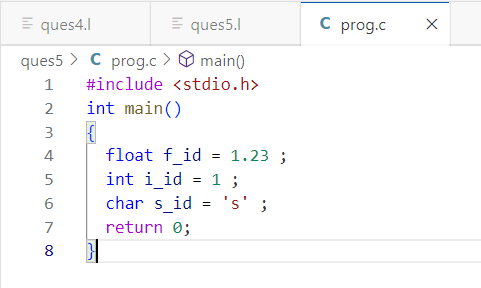 ques4.l ques5.l C prog.c ×
ques5 > C prog.c > main()
1 #include <stdio.h>
2 int main()
3 {
4 float f_id = 1.23 ;
5 int i_id = 1 ;
6 char s_id = 's' ;
7 return 0;
8 }